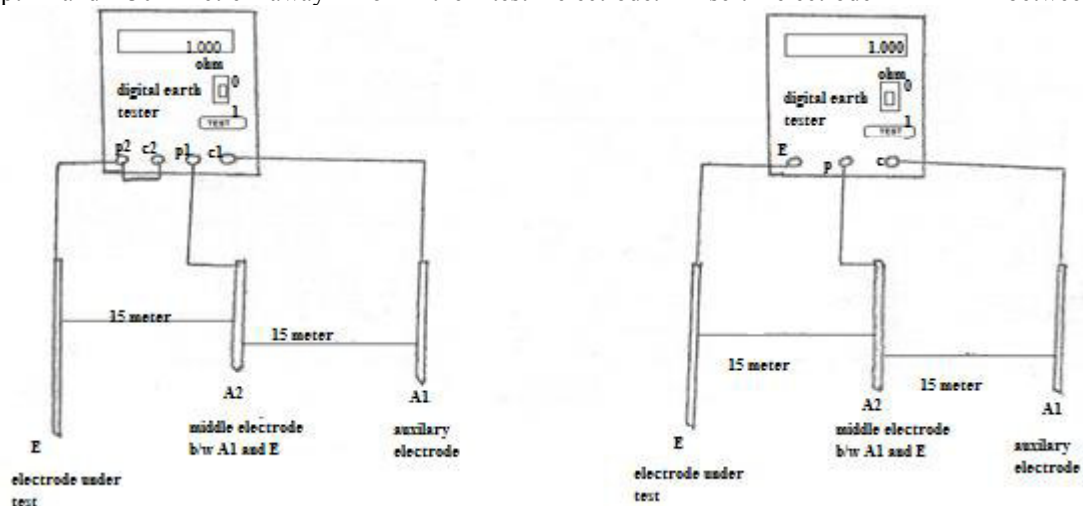 1.000
ohm
0
digital earth
tester
1
TEST
p2 c2 p1 c1
15 meter
15 meter
A2
A1
middle electrode
b/w A1 and E
auxilary
electrode
E
electrode under
test
1.000
ohm
0
digital earth
tester
1
TEST
E
p
c
15 meter
15 meter
A2
A1
middle electrode
b/w A1 and E
auxilary
electrode
E
electrode under
test